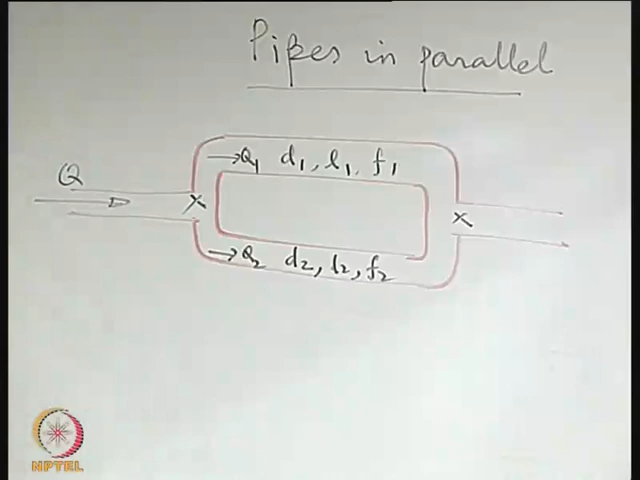 Pipes in parallel
Q
→Q1 d1, l1, f1
X
X
→Q2 d2, l2, f2
NPTEL